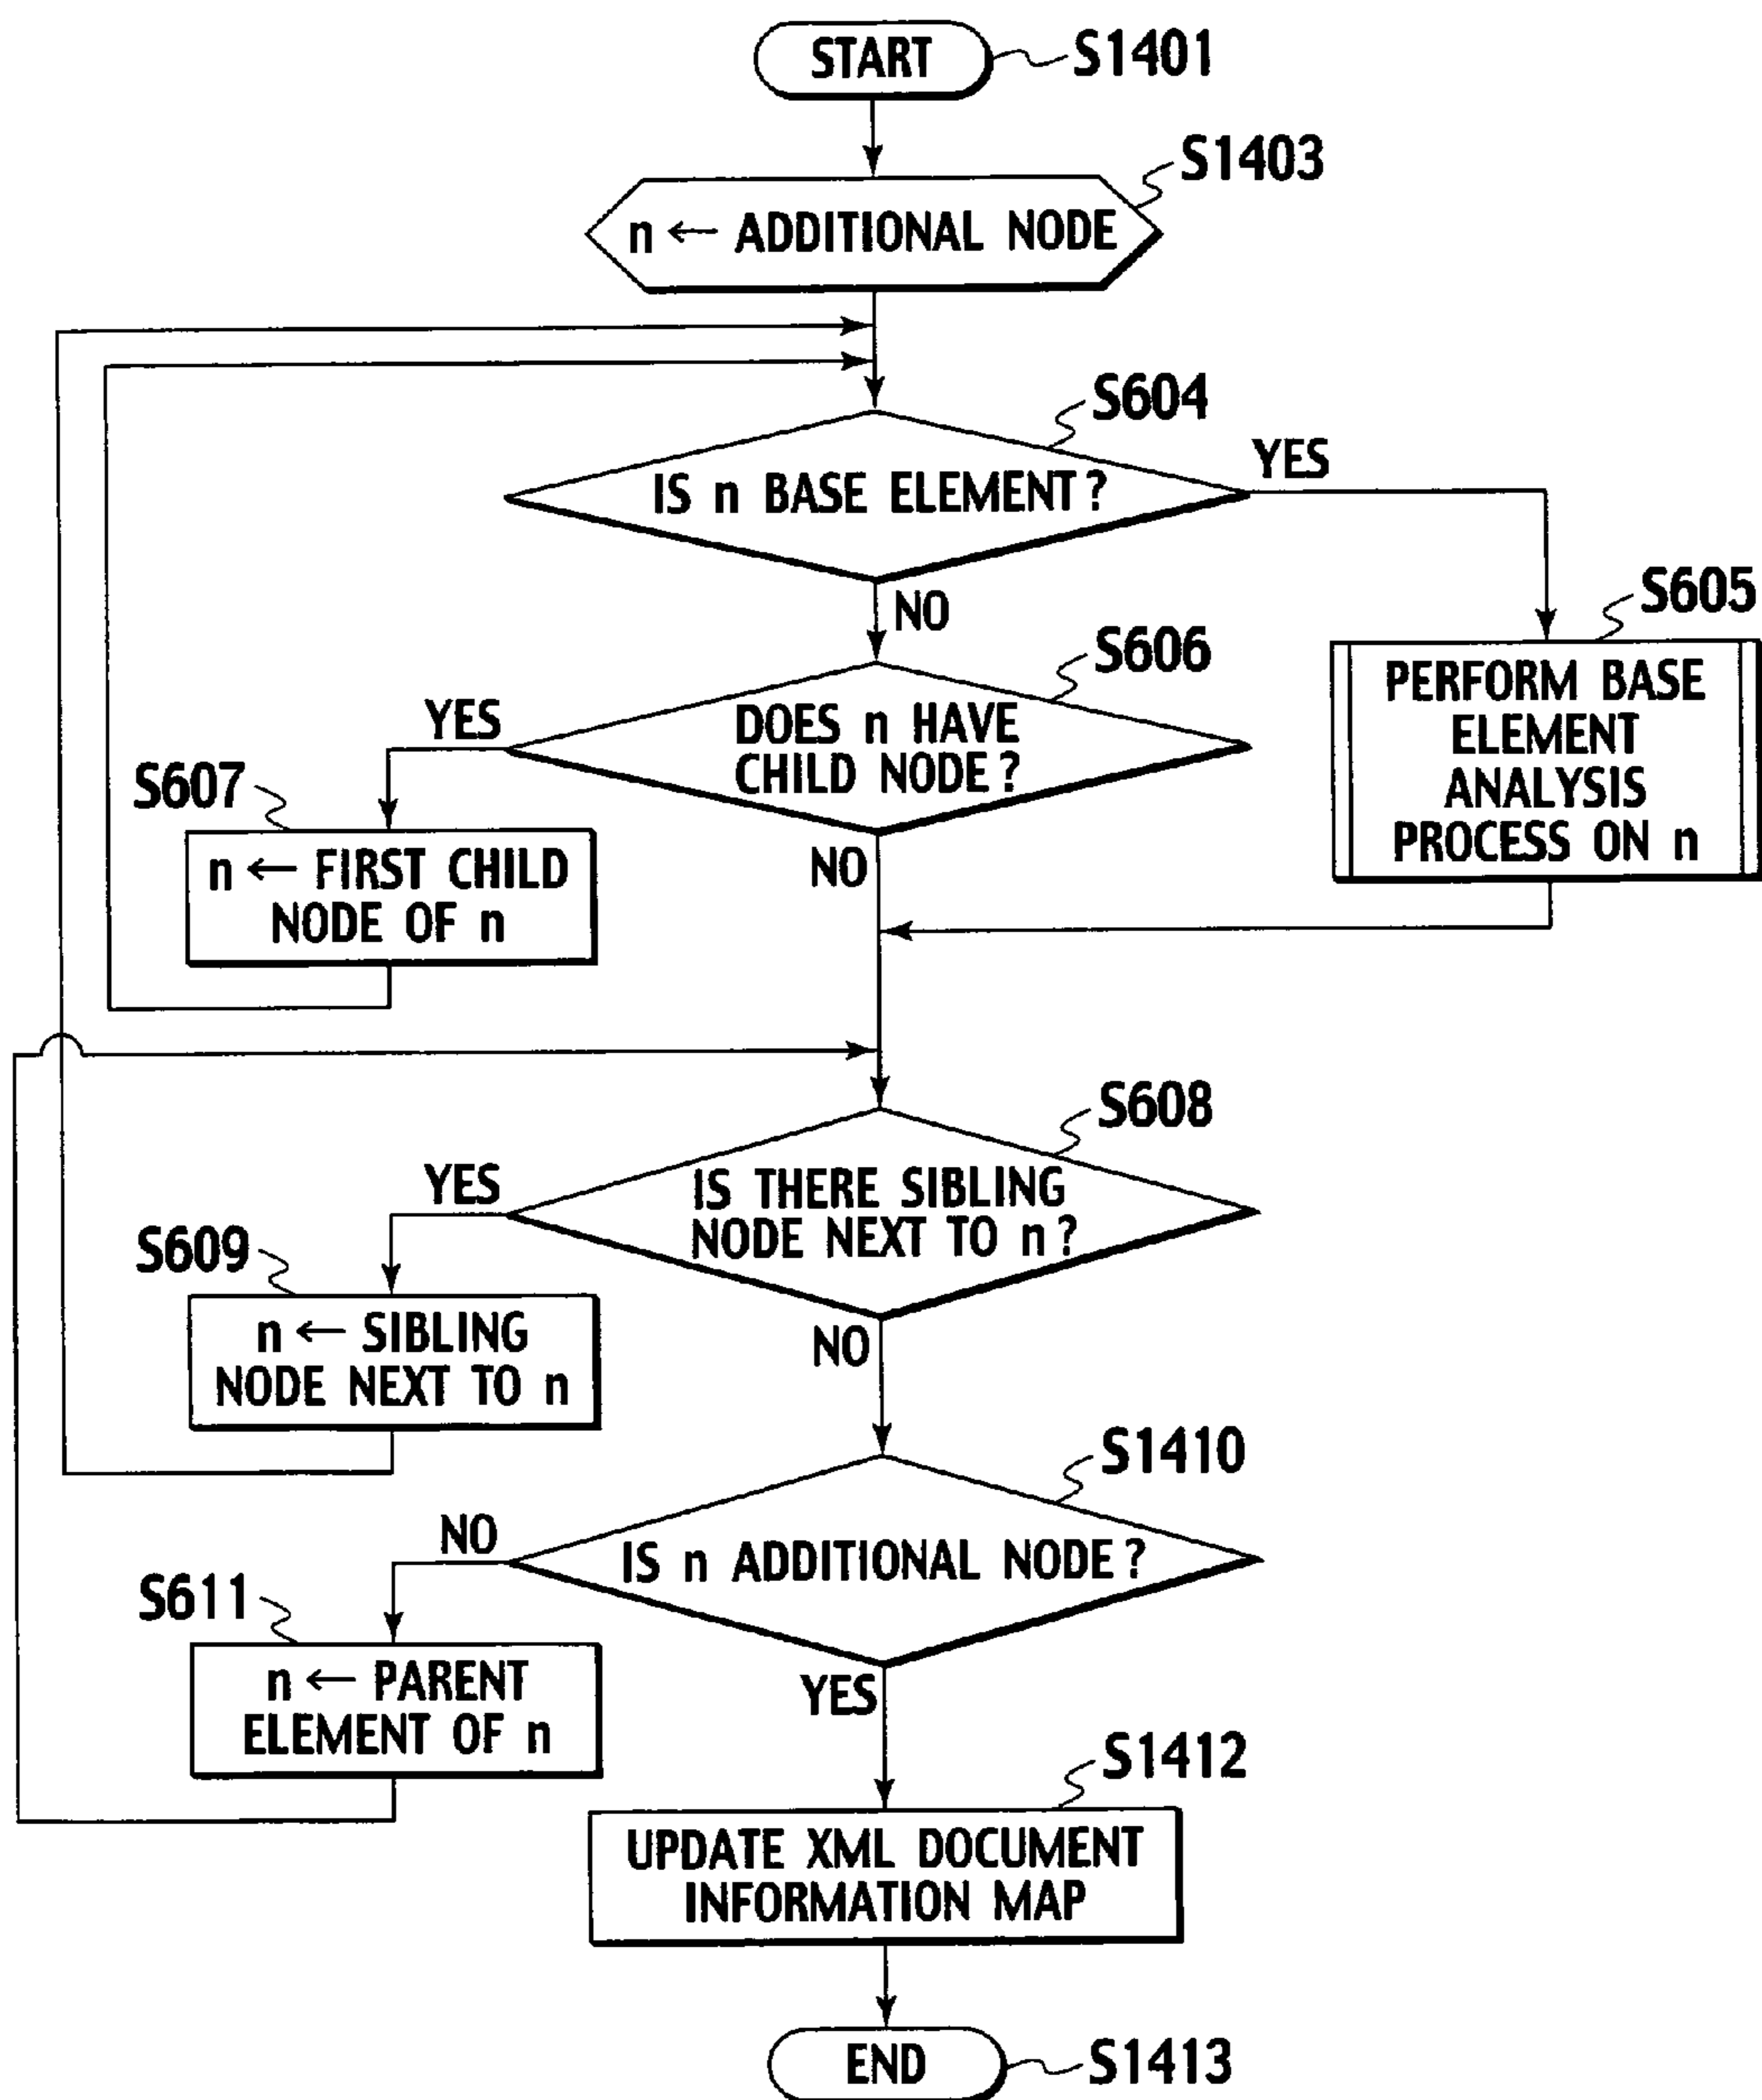 START
S1401
S1403
n ← ADDITIONAL NODE
S604
IS n BASE ELEMENT?
YES
NO
S605
PERFORM BASE
ELEMENT
ANALYSIS
PROCESS ON n
S606
DOES n HAVE
CHILD NODE?
YES
NO
S607
n ← FIRST CHILD
NODE OF n
S608
IS THERE SIBLING
NODE NEXT TO n?
YES
NO
S609
n ← SIBLING
NODE NEXT TO n
S1410
IS n ADDITIONAL NODE?
NO
YES
S611
n ← PARENT
ELEMENT OF n
S1412
UPDATE XML DOCUMENT
INFORMATION MAP
END
S1413